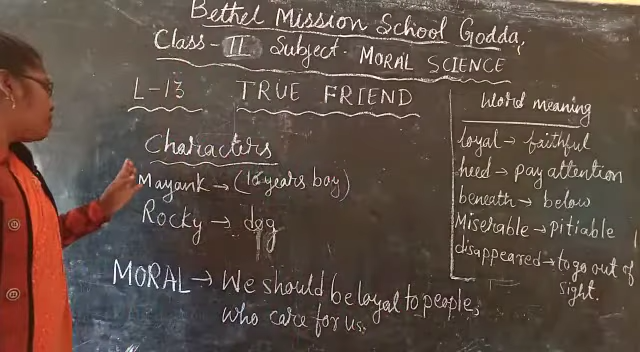 Bethel Mission School Godda,
Class - II Subject - MORAL SCIENCE
L-13 TRUE FRIEND
Characters
Mayank → (10 years boy)
Rocky → dog
MORAL → We should be loyal to people,
who care for us.
Word meaning
loyal → faithful
heed → pay attention
beneath → below
Miserable → Pitiable
disappeared → to go out of
sight.